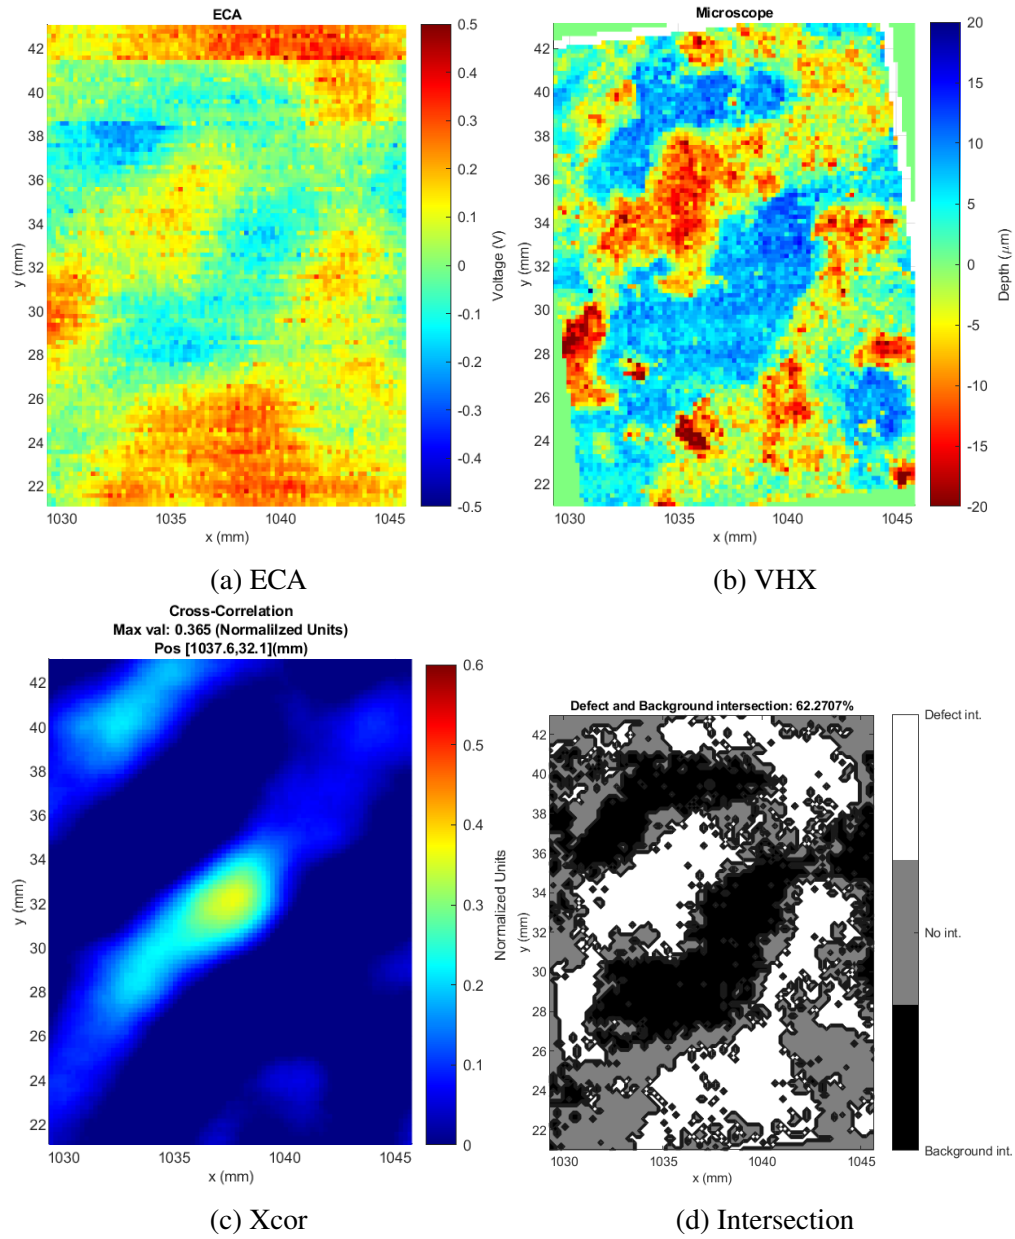 ECA
42
40
38
36
34
32
30
28
26
24
22
y (mm)
1030 1035 1040 1045
x (mm)
0.5
0.4
0.3
0.2
0.1
0
-0.1
-0.2
-0.3
-0.4
-0.5
Voltage (V)
(a) ECA
Microscope
42
40
38
36
34
32
30
28
26
24
22
y (mm)
1030 1035 1040 1045
x (mm)
20
15
10
5
0
-5
-10
-15
-20
Depth (μm)
(b) VHX
Cross-Correlation
Max val: 0.365 (Normalilzed Units)
Pos [1037.6,32.1](mm)
42
40
38
36
34
32
30
28
26
24
22
y (mm)
1030 1035 1040 1045
x (mm)
0.6
0.5
0.4
0.3
0.2
0.1
0
Normalized Units
(c) Xcor
Defect and Background intersection: 62.2707%
42
40
38
36
34
32
30
28
26
24
22
y (mm)
1030 1035 1040 1045
x (mm)
Defect int.
No int.
Background int.
(d) Intersection